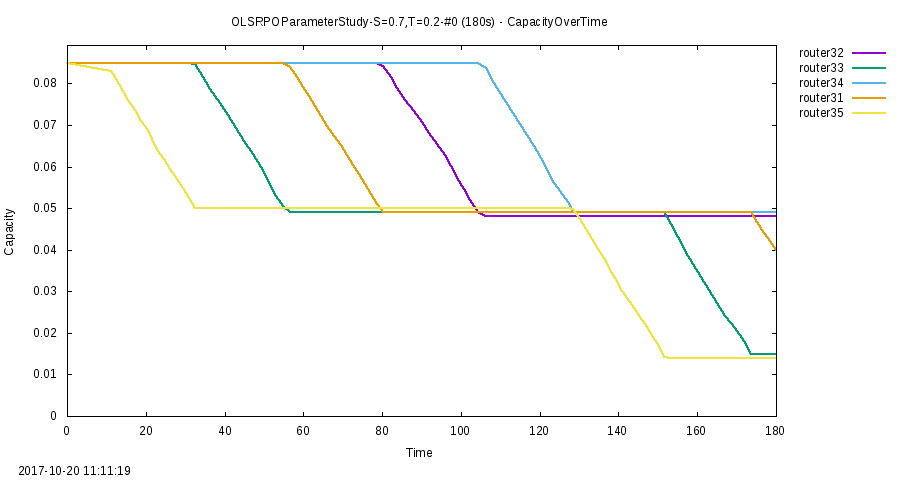 OLSRPOParameterStudy-S=0.7,T=0.2-#0 (180s) - CapacityOverTime
router32
router33
router34
router31
router35
0.08
0.07
0.06
0.05
0.04
0.03
0.02
0.01
0
Capacity
0 20 40 60 80 100 120 140 160 180
Time
2017-10-20 11:11:19